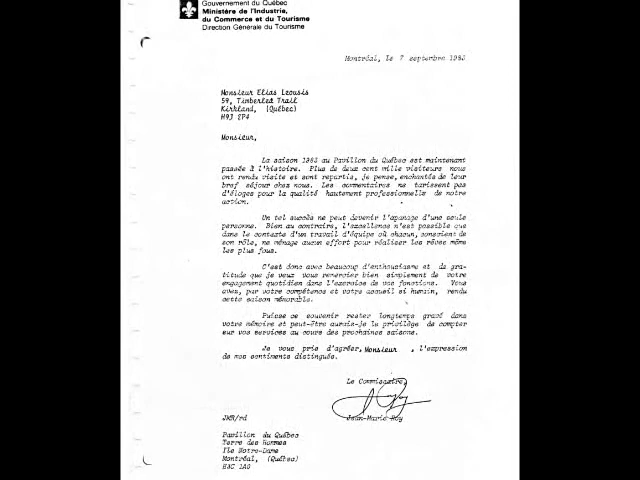 Gouvernement du Québec
Ministère de l'Industrie,
du Commerce et du Tourisme
Direction Générale du Tourisme
Montréal, le 7 septembre 1983
Monsieur Elias Leousis
59, Timberlea Trail
Kirkland, (Québec)
H9J 2P4
Monsieur,
La saison 1983 au Pavillon du Québec est maintenant
passée à l'histoire. Plus de deux cent mille visiteurs nous
ont rendu visite et sont repartis, je pense, enchantés de leur
bref séjour chez nous. Les commentaires ne tarissent pas
d'éloges pour la qualité hautement professionnelle de notre
action.
Un tel succès ne peut devenir l'apanage d'une seule
personne. Bien au contraire, l'excellence n'est possible que
dans le contexte d'un travail d'équipe où chacun, conscient de
son rôle, ne ménage aucun effort pour réaliser les rêves même
les plus fous.
C'est donc avec beaucoup d'enthousiasme et de gra-
titude que je veux vous remercier bien simplement de votre
engagement quotidien dans l'exercice de vos fonctions. Vous
avez, par votre compétence et votre accueil si humain, rendu
cette saison mémorable.
Puisse ce souvenir rester longtemps gravé dans
votre mémoire et peut-être aurais-je le privilège de compter
sur vos services au cours des prochaines saisons.
Je vous prie d'agréer, Monsieur , l'expression
de nos sentiments distingués.
Le Commissaire,
Jean-Marie Roy
JMR/rd
Pavillon du Québec
Terre des Hommes
Ile Notre-Dame
Montréal, (Québec)
H3C 1A0